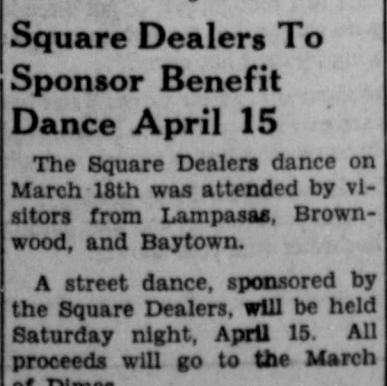 Square Dealers To
Sponsor Benefit
Dance April 15
The Square Dealers dance on
March 18th was attended by vi-
sitors from Lampasas, Brown-
wood, and Baytown.
A street dance, sponsored by
the Square Dealers, will be held
Saturday night, April 15. All
proceeds will go to the March
of Dimes